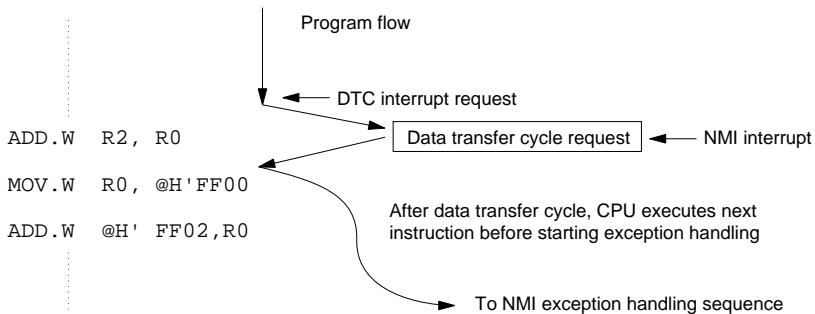 Program flow
DTC interrupt request
ADD.W R2, R0
Data transfer cycle request
NMI interrupt
MOV.W R0, @H'FF00
After data transfer cycle, CPU executes next
instruction before starting exception handling
ADD.W @H' FF02,R0
To NMI exception handling sequence